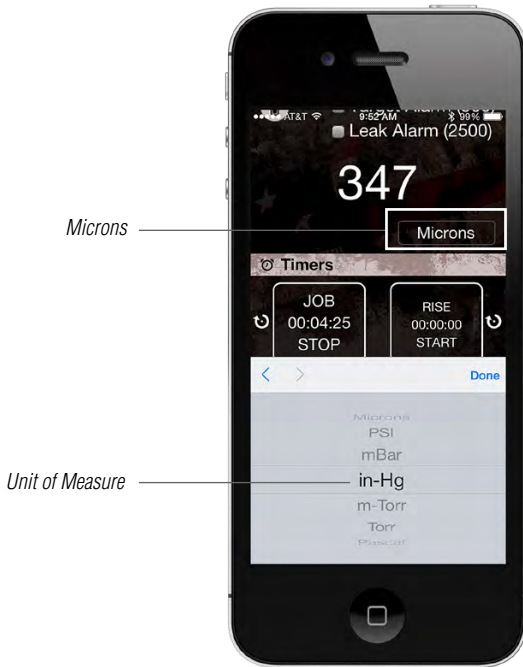 AT&T 9:52 AM 99%
Leak Alarm (2500)
347
Microns
Microns
Timers
JOB
00:04:25
STOP
RISE
00:00:00
START
Done
Microns
PSI
mBar
in-Hg
Unit of Measure
m-Torr
Torr
Pascal